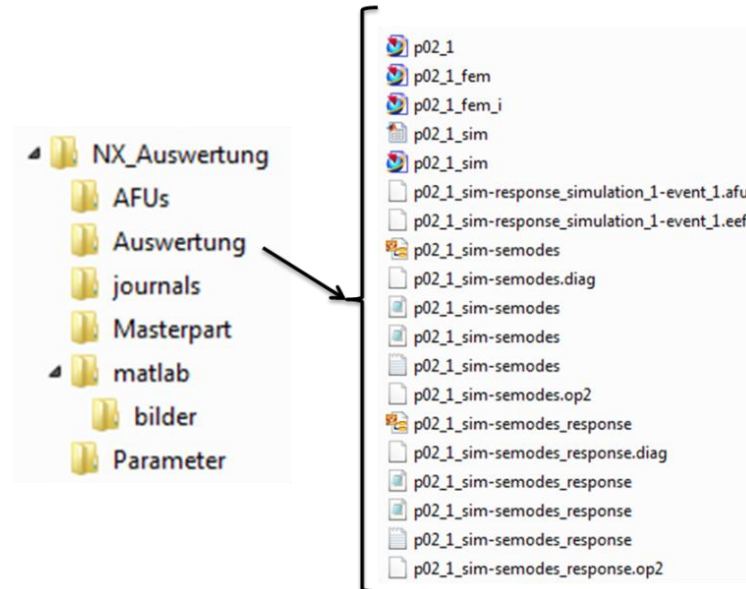 NX_Auswertung
AFUs
Auswertung
journals
Masterpart
matlab
bilder
Parameter
p02_1
p02_1_fem
p02_1_fem_i
p02_1_sim
p02_1_sim
p02_1_sim-response_simulation_1-event_1.afu
p02_1_sim-response_simulation_1-event_1.eef
p02_1_sim-semodes
p02_1_sim-semodes.diag
p02_1_sim-semodes
p02_1_sim-semodes
p02_1_sim-semodes
p02_1_sim-semodes.op2
p02_1_sim-semodes_response
p02_1_sim-semodes_response.diag
p02_1_sim-semodes_response
p02_1_sim-semodes_response
p02_1_sim-semodes_response
p02_1_sim-semodes_response.op2